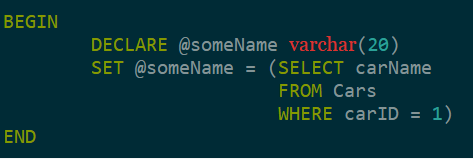 BEGIN
        DECLARE @someName varchar(20)
        SET @someName = (SELECT carName
                         FROM Cars
                         WHERE carID = 1)
END